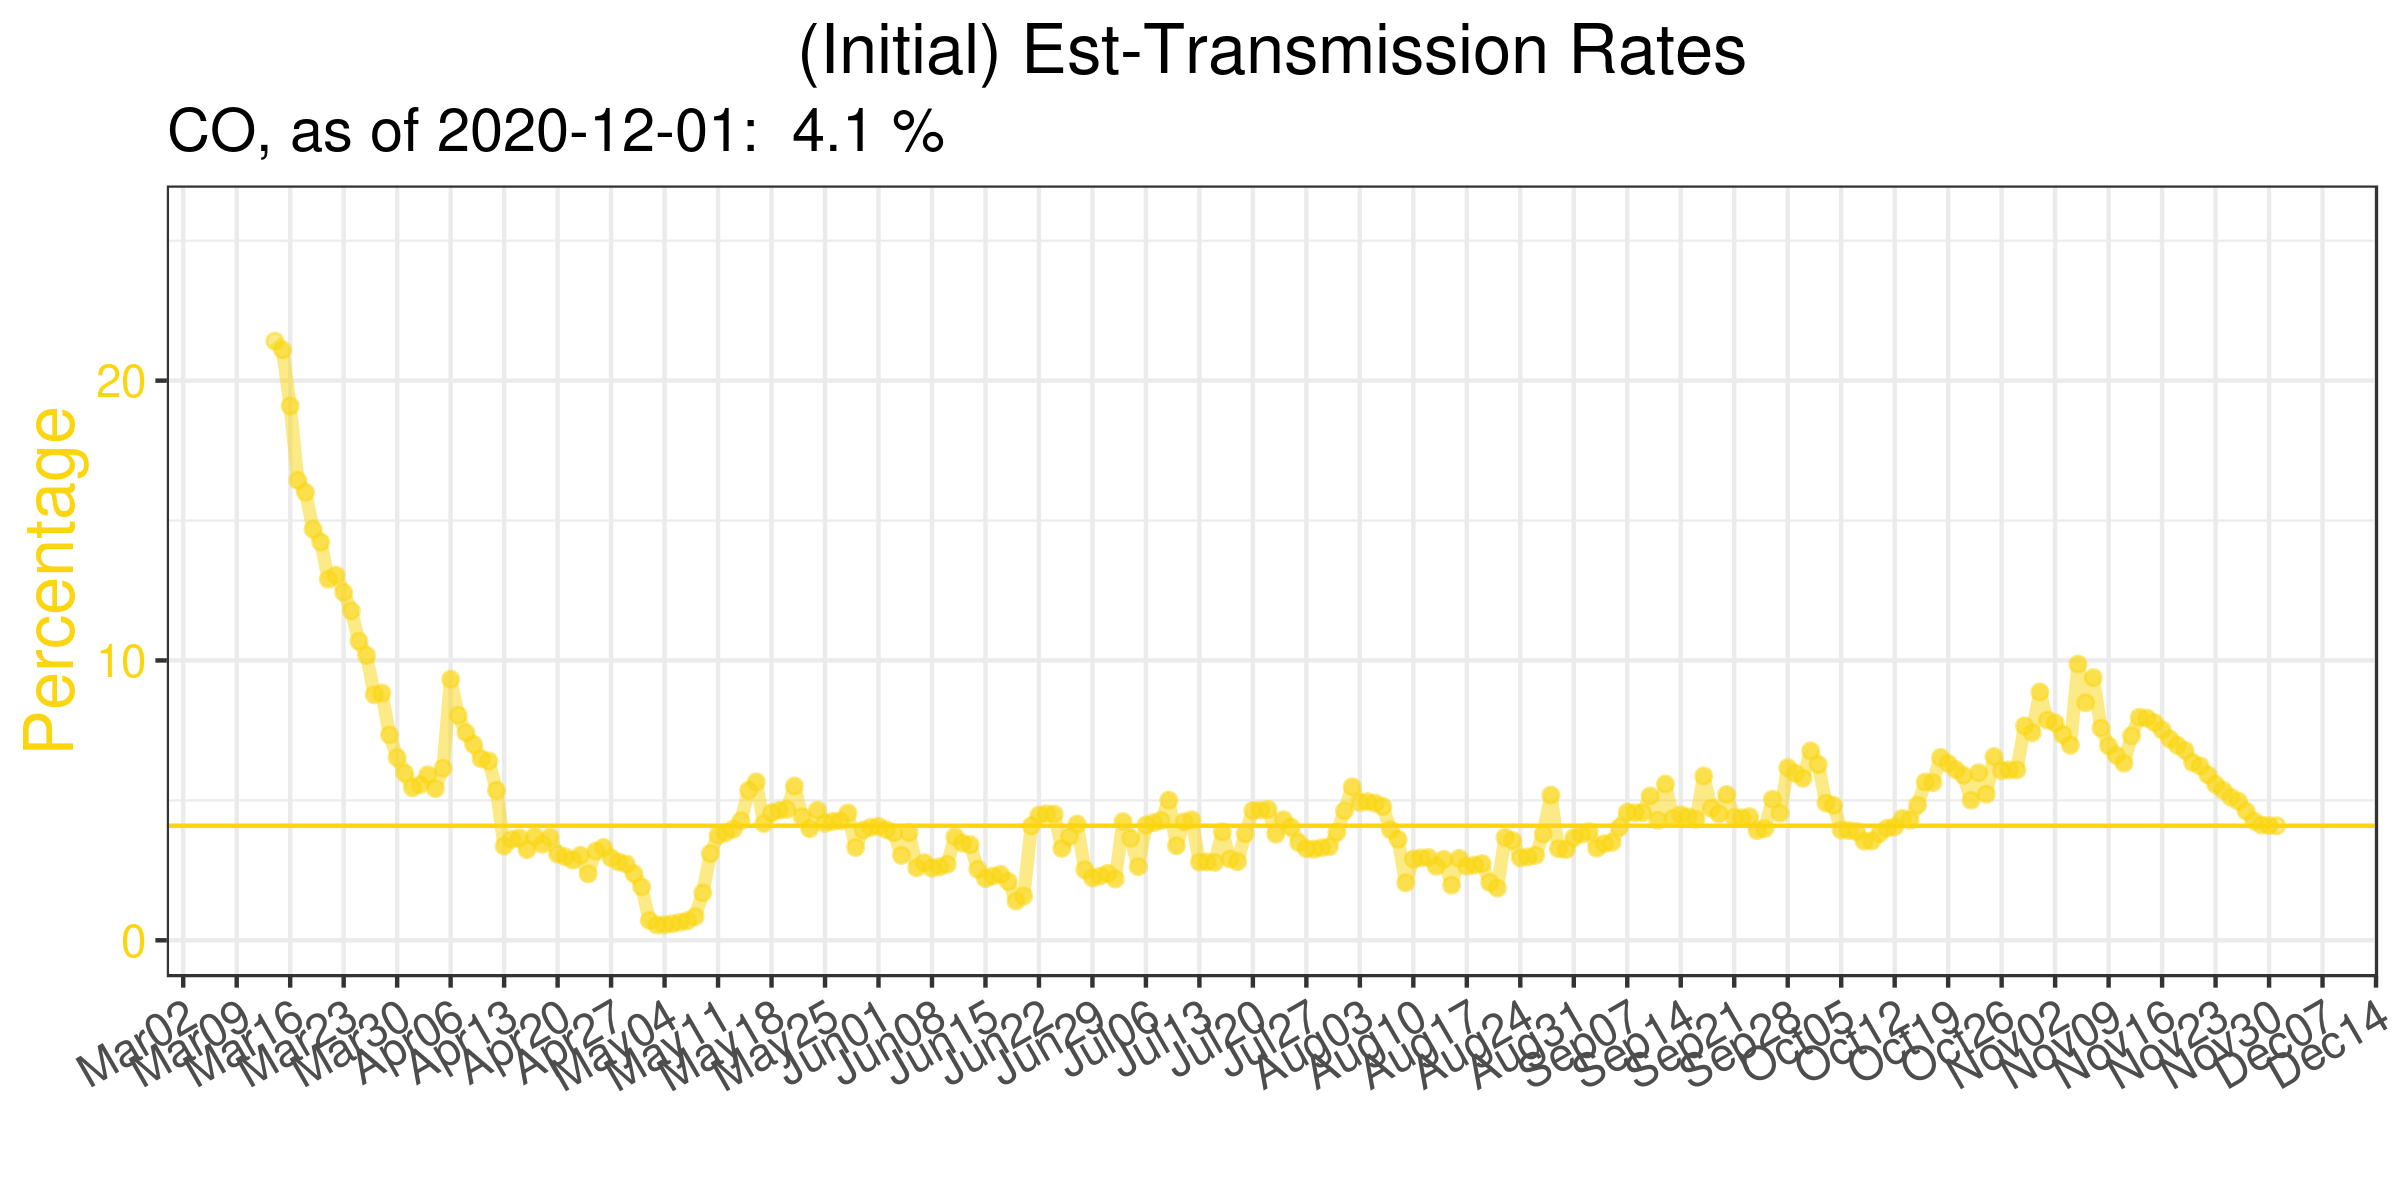 (Initial) Est-Transmission Rates
CO, as of 2020-12-01:  4.1 %
Percentage
20
10
0
Mar02
Mar09
Mar16
Mar23
Mar30
Apr06
Apr13
Apr20
Apr27
May04
May11
May18
May25
Jun01
Jun08
Jun15
Jun22
Jun29
Jul06
Jul13
Jul20
Jul27
Aug03
Aug10
Aug17
Aug24
Aug31
Sep07
Sep14
Sep21
Sep28
Oct05
Oct12
Oct19
Oct26
Nov02
Nov09
Nov16
Nov23
Nov30
Dec07
Dec14